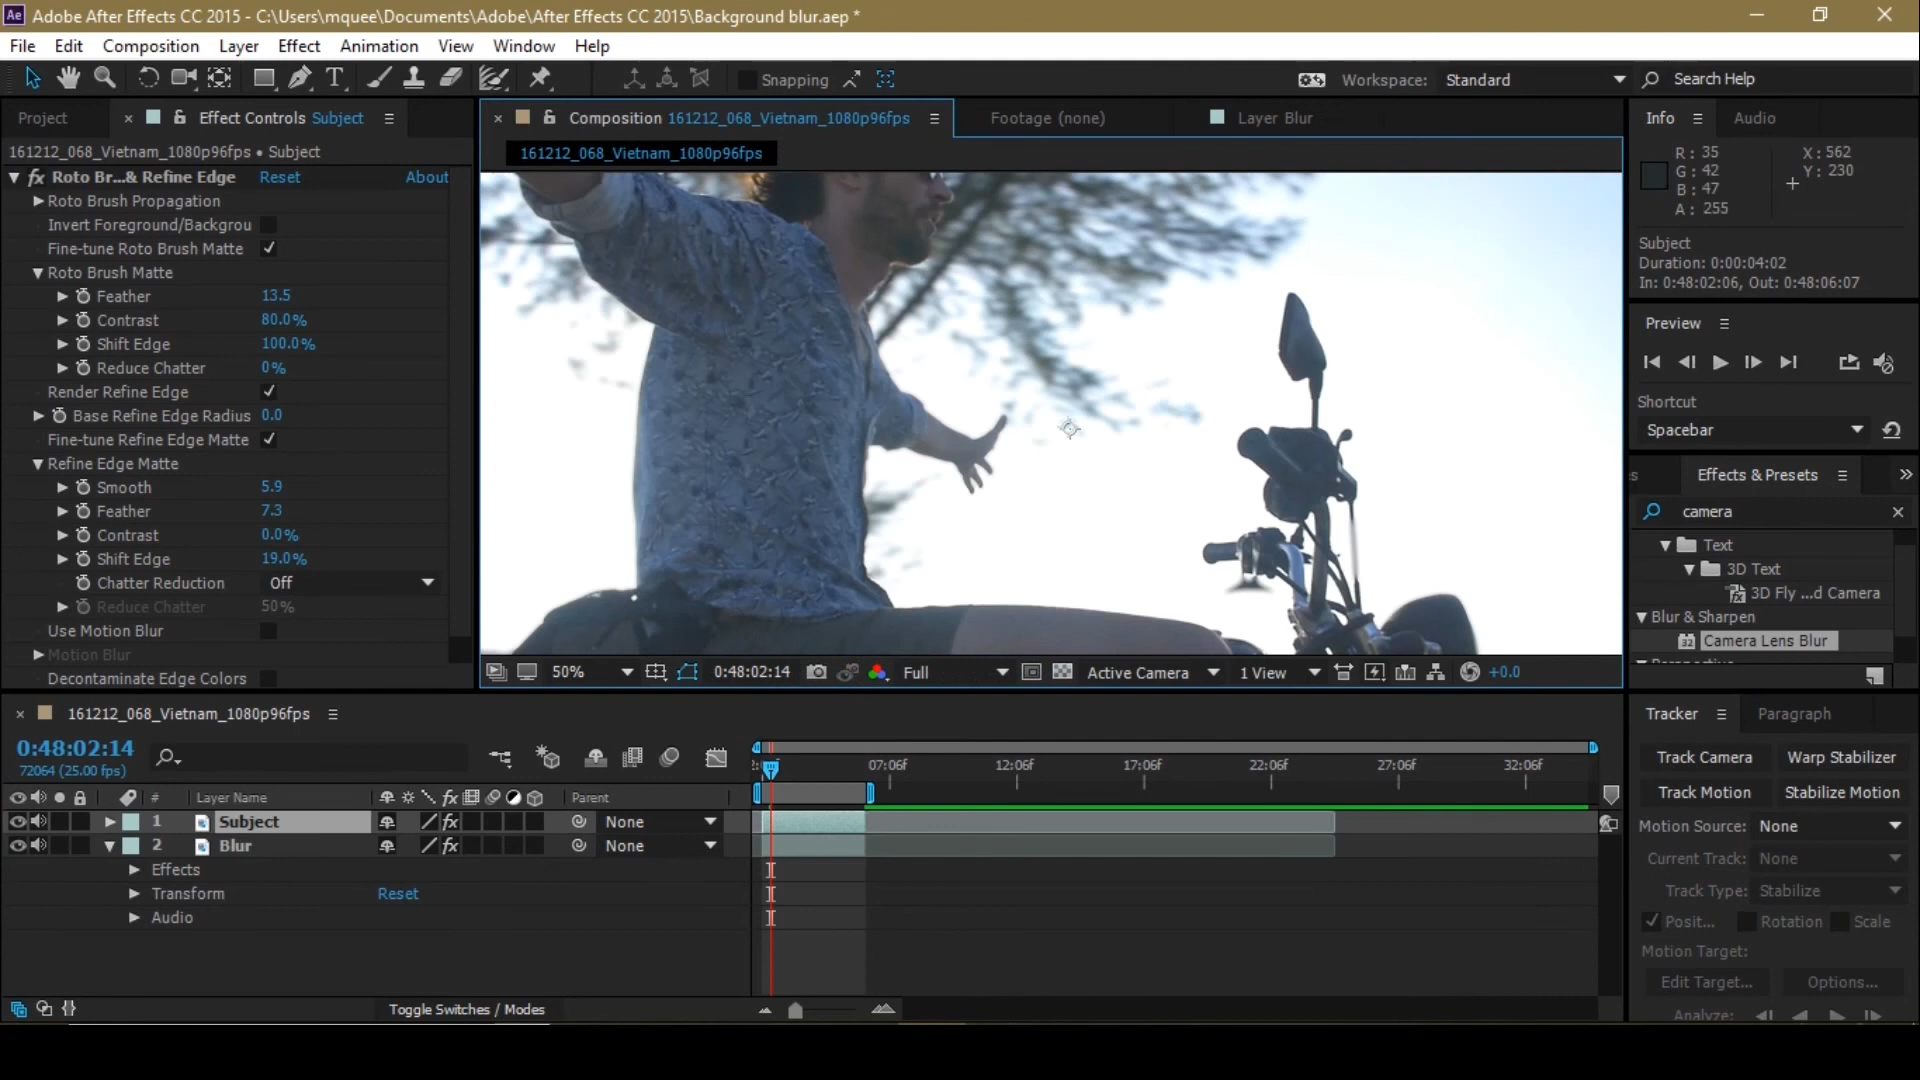 Adobe After Effects CC 2015 - C:\Users\mquee\Documents\Adobe\After Effects CC 2015\Background blur.aep *
File Edit Composition Layer Effect Animation View Window Help
Snapping
Workspace: Standard
Search Help
Project
Effect Controls Subject
161212_068_Vietnam_1080p96fps • Subject
fx Roto Br...& Refine Edge Reset About
Roto Brush Propagation
Invert Foreground/Backgrou
Fine-tune Roto Brush Matte
Roto Brush Matte
Feather 13.5
Contrast 80.0%
Shift Edge 100.0%
Reduce Chatter 0%
Render Refine Edge
Base Refine Edge Radius 0.0
Fine-tune Refine Edge Matte
Refine Edge Matte
Smooth 5.9
Feather 7.3
Contrast 0.0%
Shift Edge 19.0%
Chatter Reduction Off
Reduce Chatter 50%
Use Motion Blur
Motion Blur
Decontaminate Edge Colors
Composition 161212_068_Vietnam_1080p96fps
Footage (none)
Layer Blur
161212_068_Vietnam_1080p96fps
50% 0:48:02:14 Full Active Camera 1 View +0.0
Info Audio
R: 35 X: 562
G: 42 Y: 230
B: 47
A: 255
Subject
Duration: 0:00:04:02
In: 0:48:02:06, Out: 0:48:06:07
Preview
Shortcut
Spacebar
Effects & Presets
camera
Text
3D Text
3D Fly ...d Camera
Blur & Sharpen
32 Camera Lens Blur
Tracker Paragraph
Track Camera Warp Stabilizer
Track Motion Stabilize Motion
Motion Source: None
Current Track: None
Track Type: Stabilize
Posit... Rotation Scale
Motion Target:
Edit Target... Options...
Analyze:
161212_068_Vietnam_1080p96fps
0:48:02:14
72064 (25.00 fps)
07:06f 12:06f 17:06f 22:06f 27:06f 32:06f
# Layer Name fx Parent
1 Subject fx None
2 Blur fx None
Effects
Transform Reset
Audio
Toggle Switches / Modes